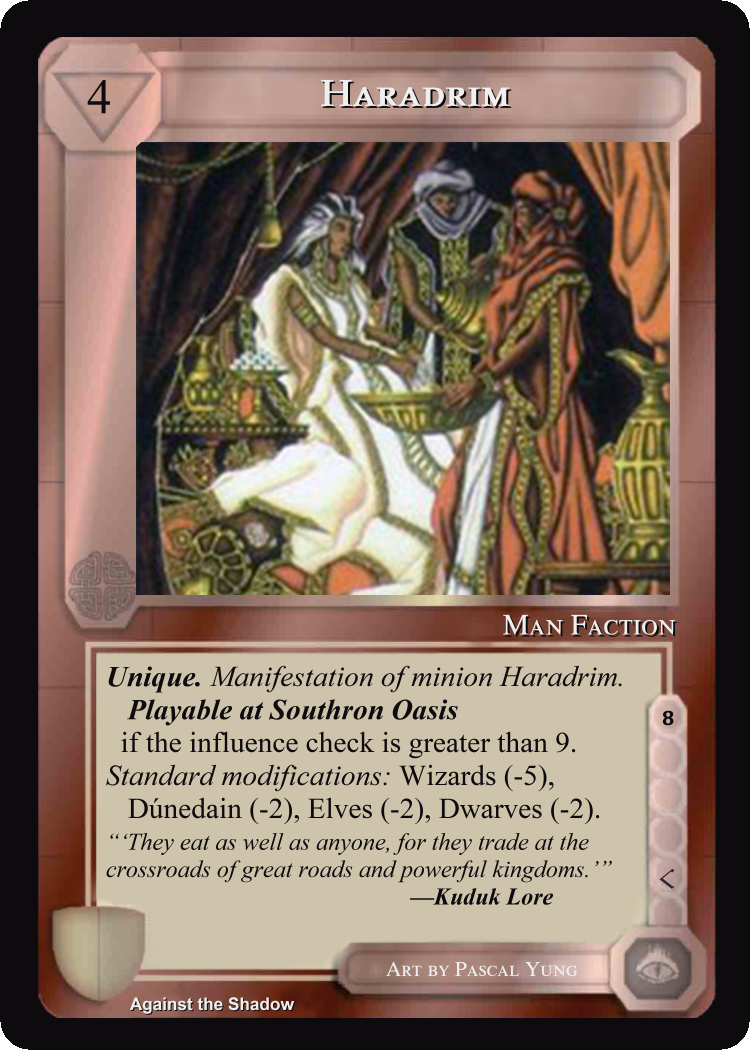 4
HARADRIM
MAN FACTION
Unique. Manifestation of minion Haradrim.
Playable at Southron Oasis
if the influence check is greater than 9.
Standard modifications: Wizards (-5),
Dúnedain (-2), Elves (-2), Dwarves (-2).
“‘They eat as well as anyone, for they trade at the
crossroads of great roads and powerful kingdoms.’”
—Kuduk Lore
8
<
ART BY PASCAL YUNG
Against the Shadow